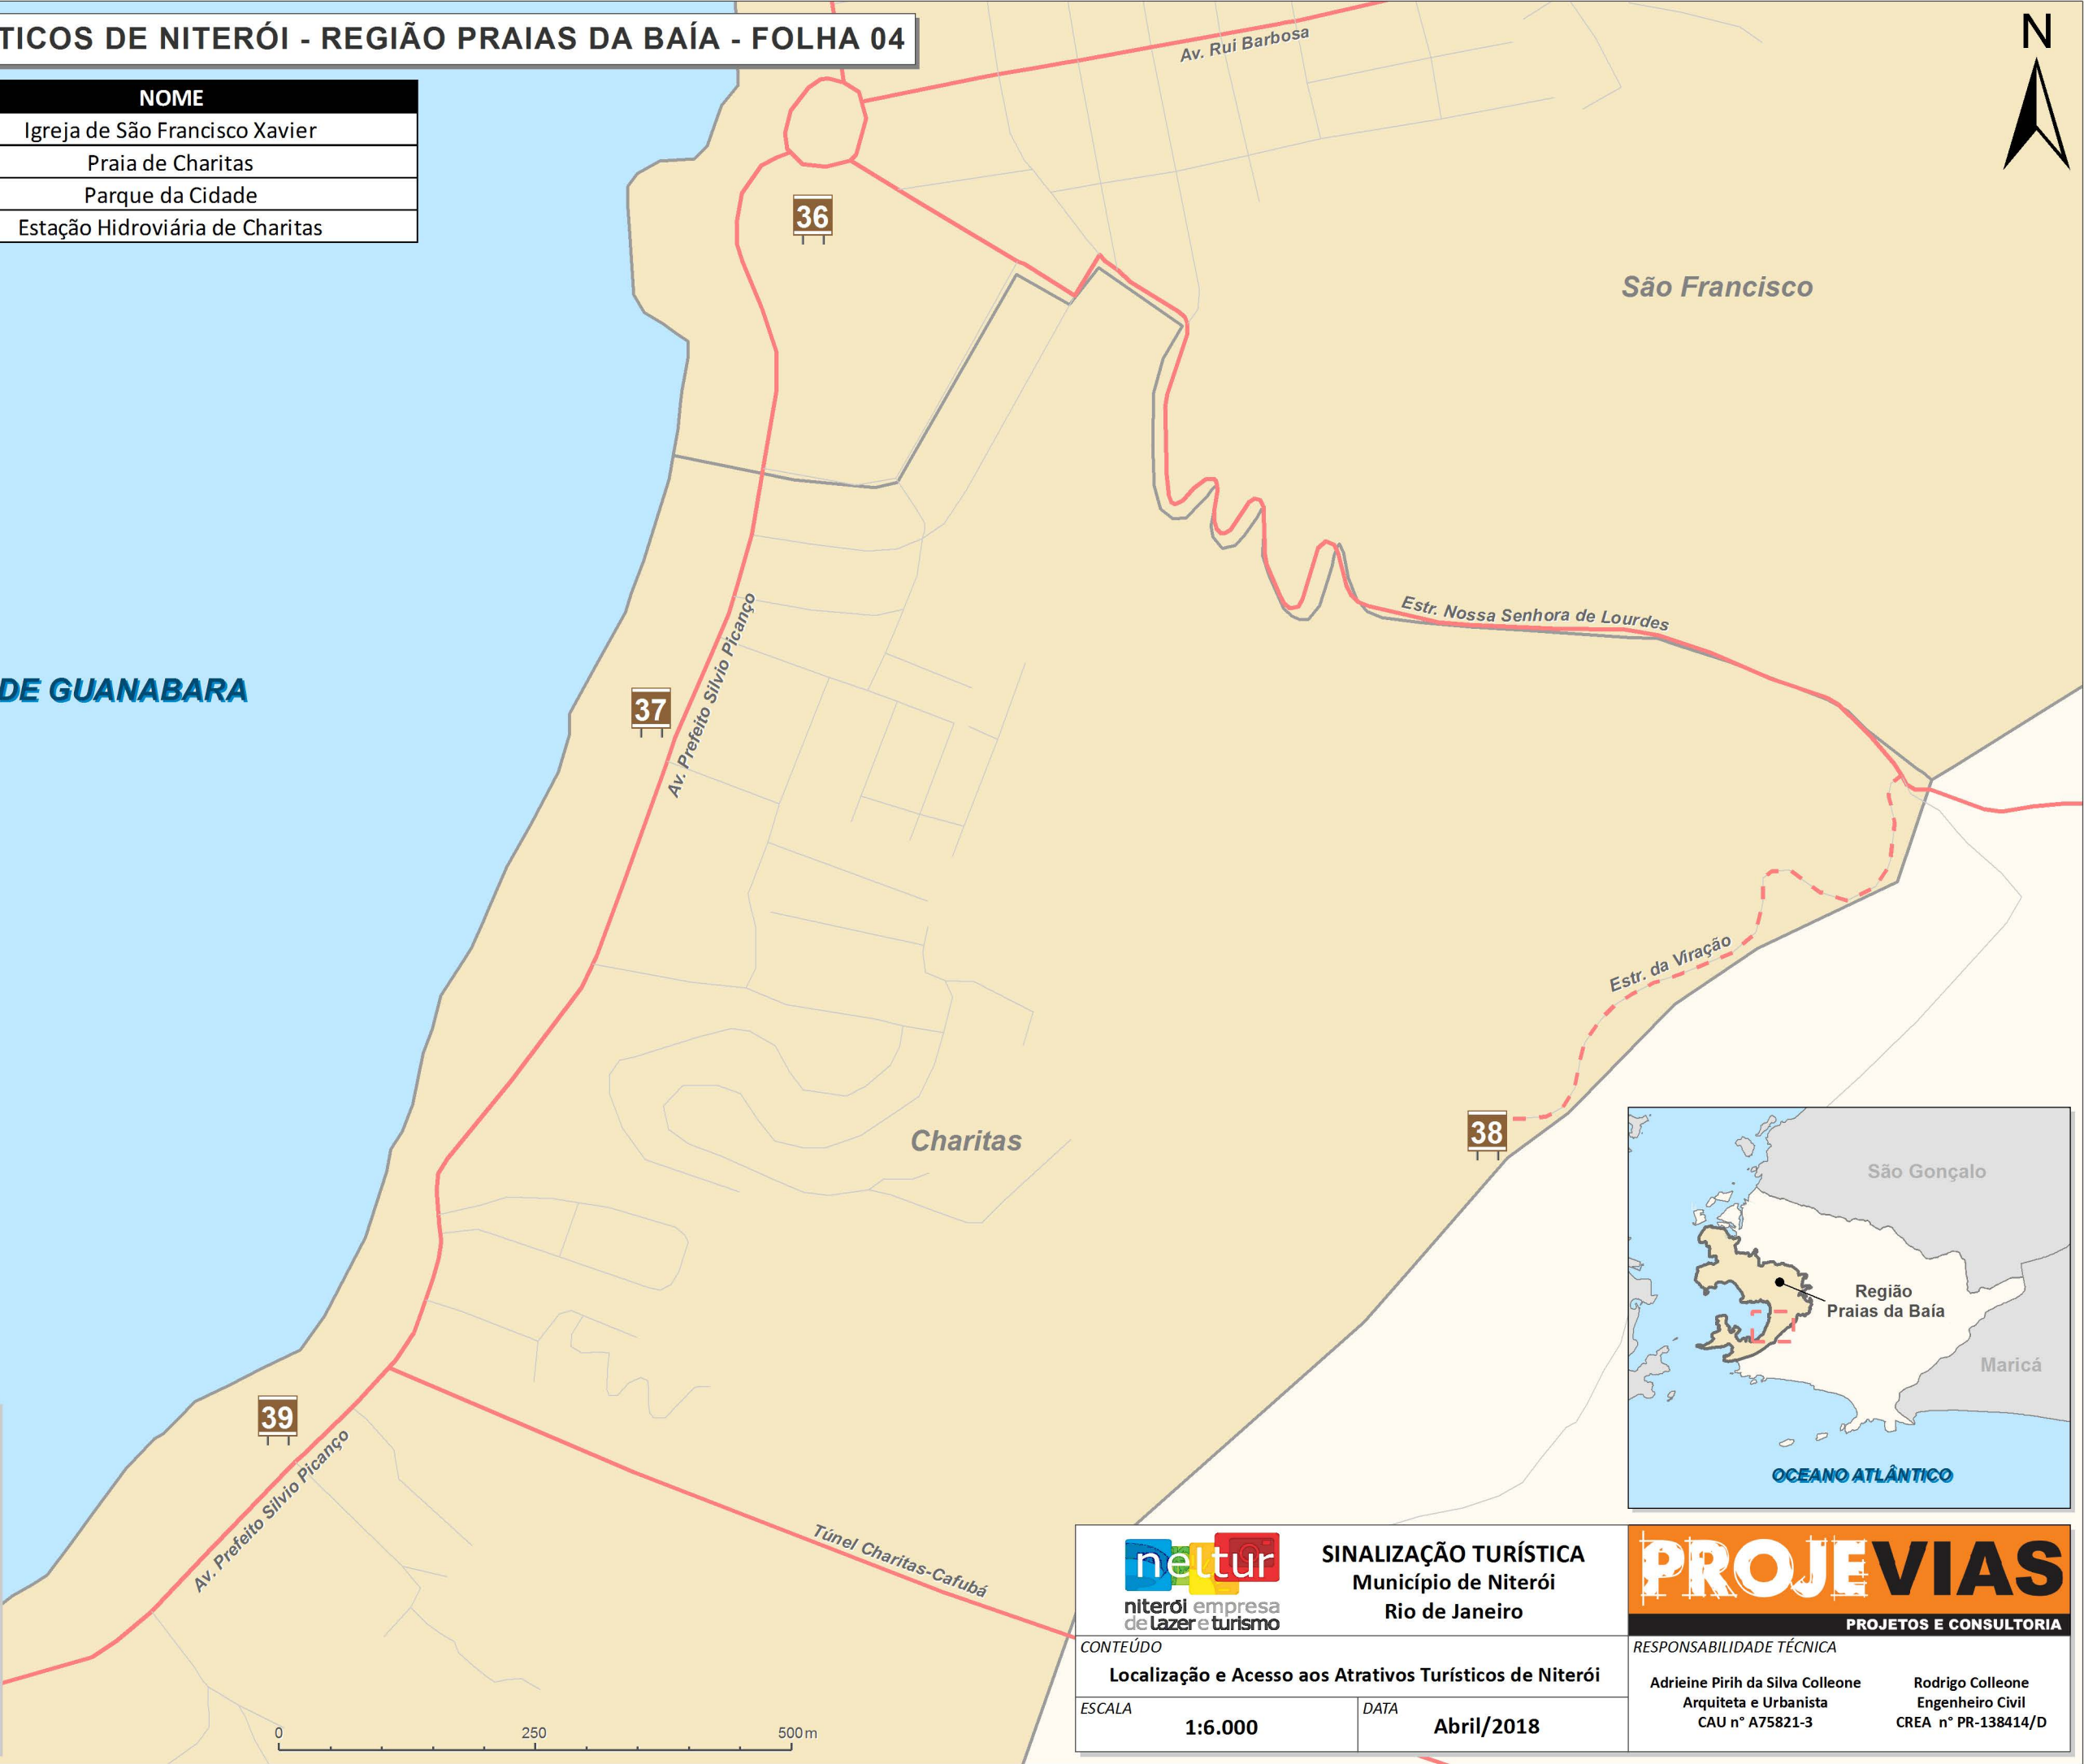 TICOS DE NITERÓI - REGIÃO PRAIAS DA BAÍA - FOLHA 04
NOME
Igreja de São Francisco Xavier
Praia de Charitas
Parque da Cidade
Estação Hidroviária de Charitas
N
Av. Rui Barbosa
36
São Francisco
Estr. Nossa Senhora de Lourdes
Av. Prefeito Silvio Picanço
DE GUANABARA
37
Estr. da Viração
38
Charitas
39
Av. Prefeito Silvio Picanço
Túnel Charitas-Cafubá
0 250 500m
São Gonçalo
Região
Praias da Baía
Maricá
OCEANO ATLÂNTICO
neltur
niterói empresa
de lazer e turismo
SINALIZAÇÃO TURÍSTICA
Município de Niterói
Rio de Janeiro
PROJEVIAS
PROJETOS E CONSULTORIA
CONTEÚDO
Localização e Acesso aos Atrativos Turísticos de Niterói
ESCALA
1:6.000
DATA
Abril/2018
RESPONSABILIDADE TÉCNICA
Adrieine Pirih da Silva Colleone
Arquiteta e Urbanista
CAU n° A75821-3
Rodrigo Colleone
Engenheiro Civil
CREA n° PR-138414/D